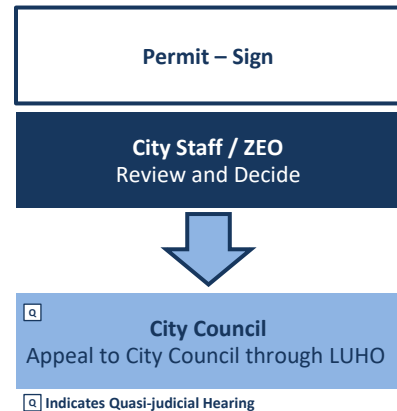 Permit – Sign
City Staff / ZEO
Review and Decide
Q
City Council
Appeal to City Council through LUHO
Q Indicates Quasi-judicial Hearing